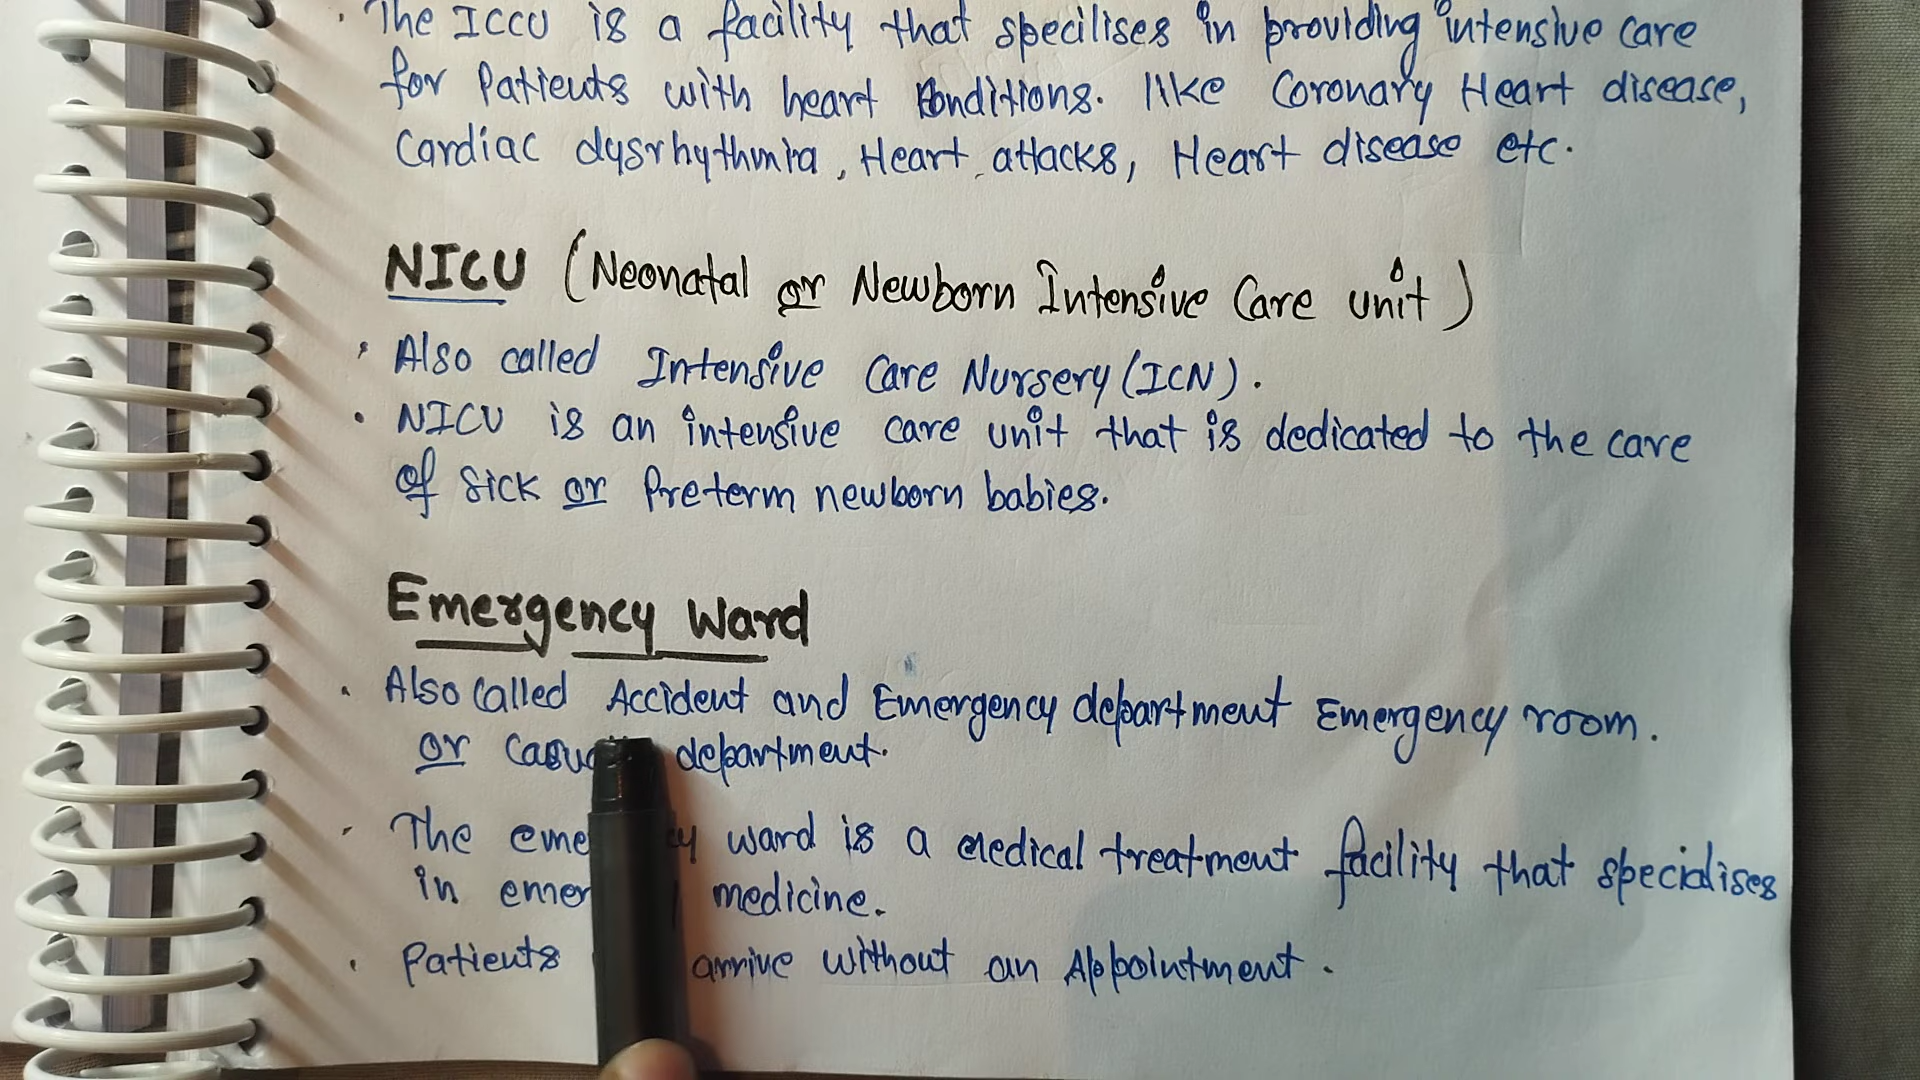 The ICCU is a facility that specilises in providing intensive care
for Patients with heart Conditions. like Coronary Heart disease,
Cardiac dysrhythmia, Heart attacks, Heart disease etc.
NICU (Neonatal or Newborn Intensive Care unit)
Also called Intensive Care Nursery (ICN).
NICU is an intensive care unit that is dedicated to the care
of Sick or Preterm newborn babies.
Emergency Ward
Also Called Accident and Emergency department Emergency room.
or department.
The ward is a medical treatment facility that specialises
in medicine.
Patients arrive without an Appointment.